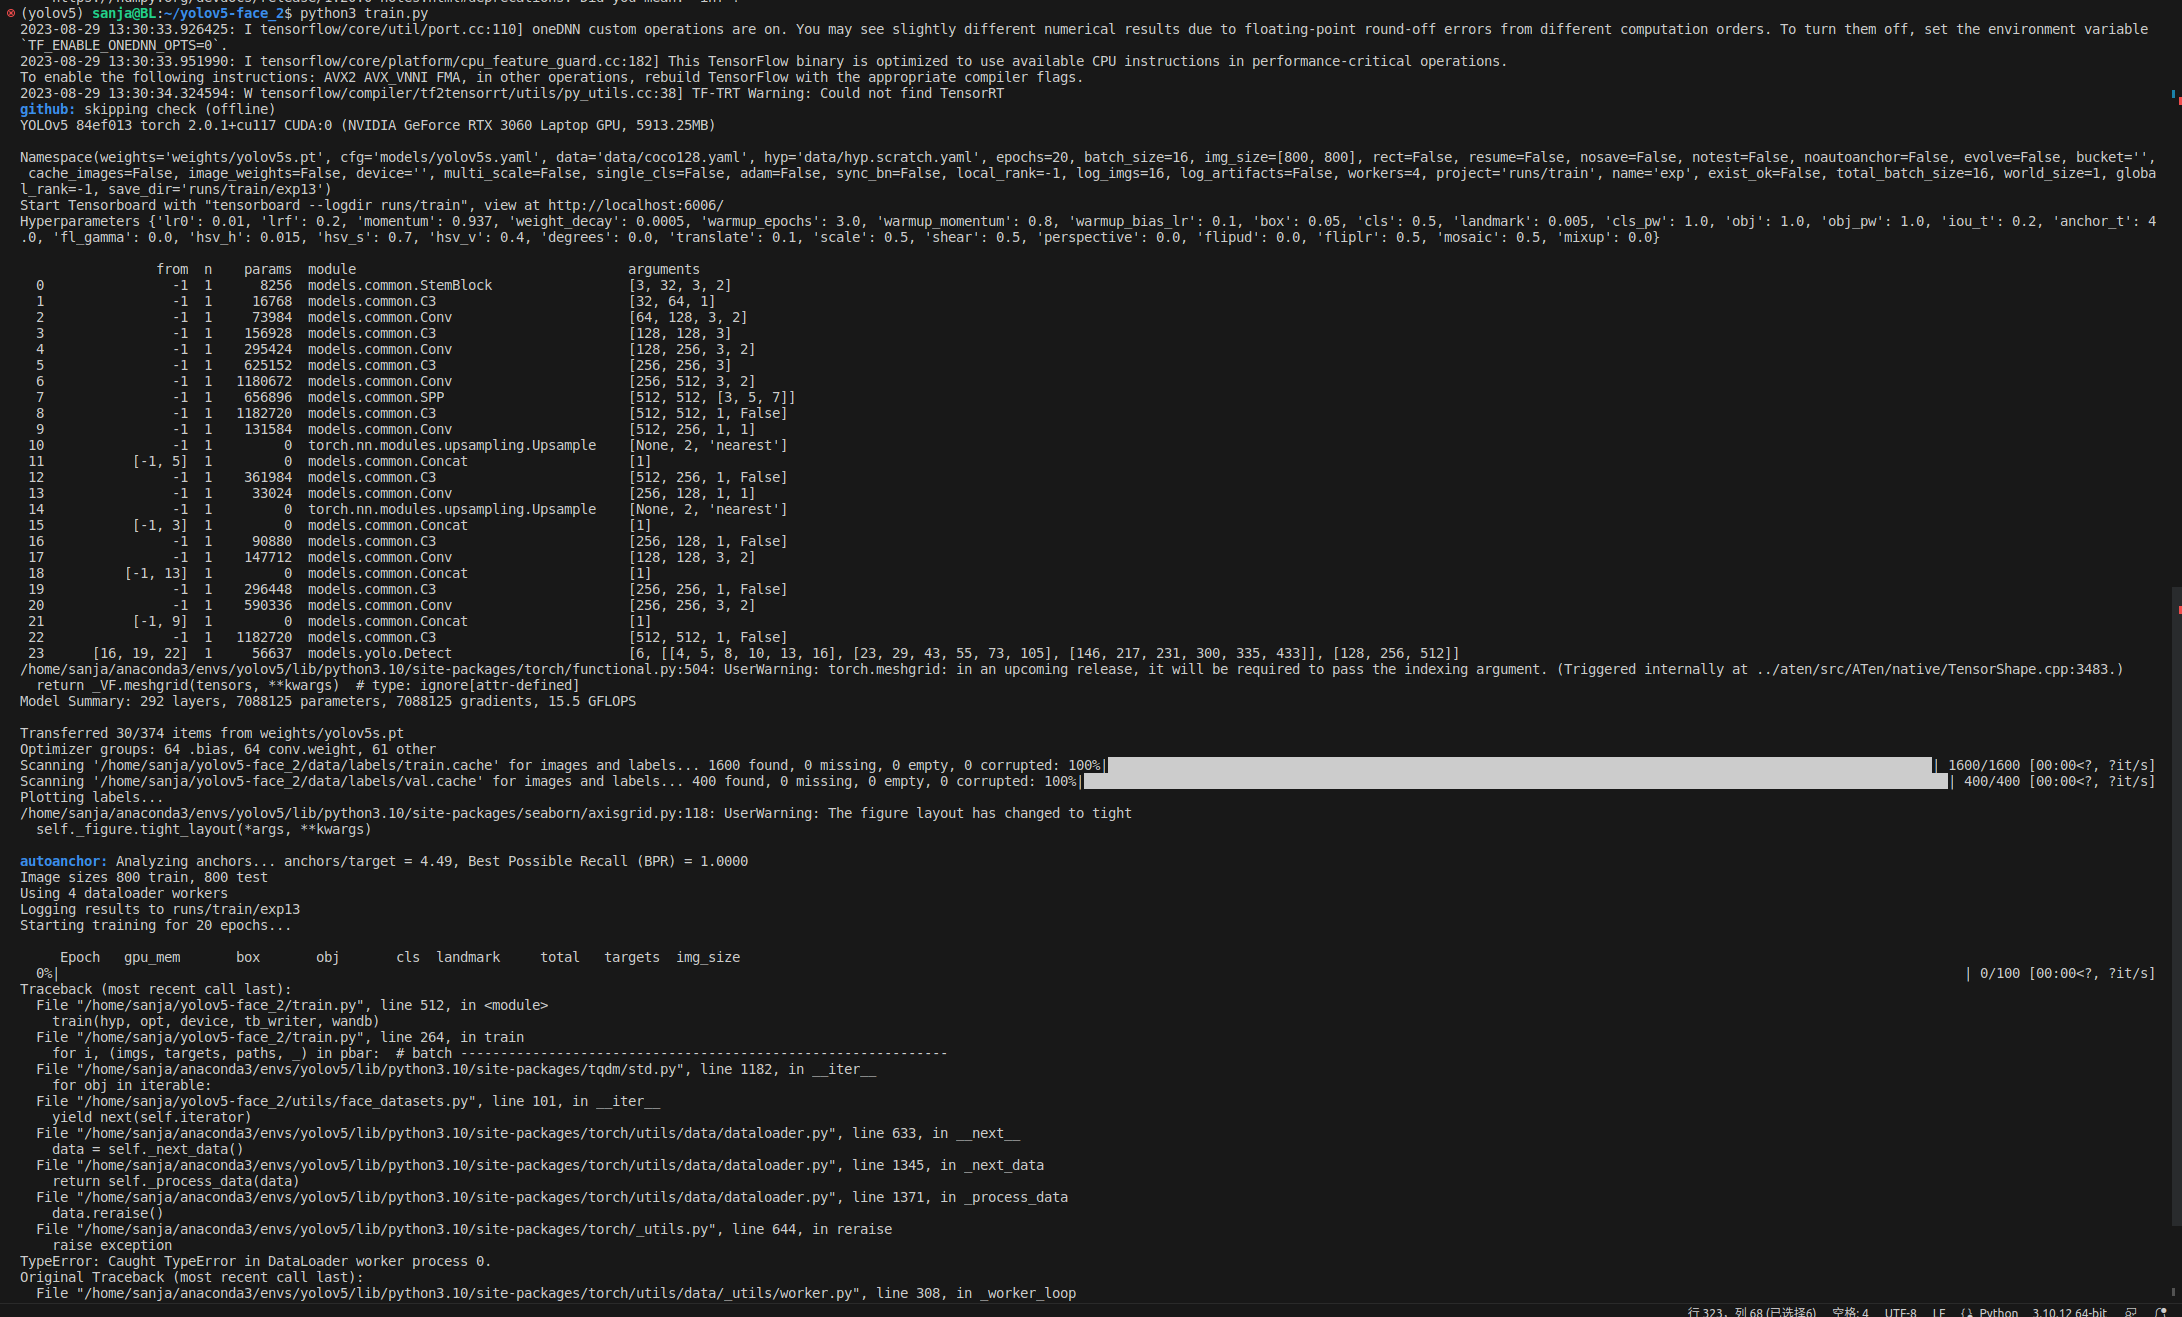 (yolov5) sanja@BL:~/yolov5-face_2$ python3 train.py
2023-08-29 13:30:33.926425: I tensorflow/core/util/port.cc:110] oneDNN custom operations are on. You may see slightly different numerical results due to floating-point round-off errors from different computation orders. To turn them off, set the environment variable
`TF_ENABLE_ONEDNN_OPTS=0`.
2023-08-29 13:30:33.951990: I tensorflow/core/platform/cpu_feature_guard.cc:182] This TensorFlow binary is optimized to use available CPU instructions in performance-critical operations.
To enable the following instructions: AVX2 AVX_VNNI FMA, in other operations, rebuild TensorFlow with the appropriate compiler flags.
2023-08-29 13:30:34.324594: W tensorflow/compiler/tf2tensorrt/utils/py_utils.cc:38] TF-TRT Warning: Could not find TensorRT
github: skipping check (offline)
YOLOv5 84ef013 torch 2.0.1+cu117 CUDA:0 (NVIDIA GeForce RTX 3060 Laptop GPU, 5913.25MB)
Namespace(weights='weights/yolov5s.pt', cfg='models/yolov5s.yaml', data='data/coco128.yaml', hyp='data/hyp.scratch.yaml', epochs=20, batch_size=16, img_size=[800, 800], rect=False, resume=False, nosave=False, notest=False, noautoanchor=False, evolve=False, bucket='',
cache_images=False, image_weights=False, device='', multi_scale=False, single_cls=False, adam=False, sync_bn=False, local_rank=-1, log_imgs=16, log_artifacts=False, workers=4, project='runs/train', name='exp', exist_ok=False, total_batch_size=16, world_size=1, globa
l_rank=-1, save_dir='runs/train/exp13')
Start Tensorboard with "tensorboard --logdir runs/train", view at http://localhost:6006/
Hyperparameters {'lr0': 0.01, 'lrf': 0.2, 'momentum': 0.937, 'weight_decay': 0.0005, 'warmup_epochs': 3.0, 'warmup_momentum': 0.8, 'warmup_bias_lr': 0.1, 'box': 0.05, 'cls': 0.5, 'landmark': 0.005, 'cls_pw': 1.0, 'obj': 1.0, 'obj_pw': 1.0, 'iou_t': 0.2, 'anchor_t': 4
.0, 'fl_gamma': 0.0, 'hsv_h': 0.015, 'hsv_s': 0.7, 'hsv_v': 0.4, 'degrees': 0.0, 'translate': 0.1, 'scale': 0.5, 'shear': 0.5, 'perspective': 0.0, 'flipud': 0.0, 'fliplr': 0.5, 'mosaic': 0.5, 'mixup': 0.0}
from n params module arguments
0 -1 1 8256 models.common.StemBlock [3, 32, 3, 2]
1 -1 1 16768 models.common.C3 [32, 64, 1]
2 -1 1 73984 models.common.Conv [64, 128, 3, 2]
3 -1 1 156928 models.common.C3 [128, 128, 3]
4 -1 1 295424 models.common.Conv [128, 256, 3, 2]
5 -1 1 625152 models.common.C3 [256, 256, 3]
6 -1 1 1180672 models.common.Conv [256, 512, 3, 2]
7 -1 1 656896 models.common.SPP [512, 512, [3, 5, 7]]
8 -1 1 1182720 models.common.C3 [512, 512, 1, False]
9 -1 1 131584 models.common.Conv [512, 256, 1, 1]
10 -1 1 0 torch.nn.modules.upsampling.Upsample [None, 2, 'nearest']
11 [-1, 5] 1 0 models.common.Concat [1]
12 -1 1 361984 models.common.C3 [512, 256, 1, False]
13 -1 1 33024 models.common.Conv [256, 128, 1, 1]
14 -1 1 0 torch.nn.modules.upsampling.Upsample [None, 2, 'nearest']
15 [-1, 3] 1 0 models.common.Concat [1]
16 -1 1 90880 models.common.C3 [256, 128, 1, False]
17 -1 1 147712 models.common.Conv [128, 128, 3, 2]
18 [-1, 13] 1 0 models.common.Concat [1]
19 -1 1 296448 models.common.C3 [256, 256, 1, False]
20 -1 1 590336 models.common.Conv [256, 256, 3, 2]
21 [-1, 9] 1 0 models.common.Concat [1]
22 -1 1 1182720 models.common.C3 [512, 512, 1, False]
23 [16, 19, 22] 1 56637 models.yolo.Detect [6, [[4, 5, 8, 10, 13, 16], [23, 29, 43, 55, 73, 105], [146, 217, 231, 300, 335, 433]], [128, 256, 512]]
/home/sanja/anaconda3/envs/yolov5/lib/python3.10/site-packages/torch/functional.py:504: UserWarning: torch.meshgrid: in an upcoming release, it will be required to pass the indexing argument. (Triggered internally at ../aten/src/ATen/native/TensorShape.cpp:3483.)
return _VF.meshgrid(tensors, **kwargs)  # type: ignore[attr-defined]
Model Summary: 292 layers, 7088125 parameters, 7088125 gradients, 15.5 GFLOPS
Transferred 30/374 items from weights/yolov5s.pt
Optimizer groups: 64 .bias, 64 conv.weight, 61 other
Scanning '/home/sanja/yolov5-face_2/data/labels/train.cache' for images and labels... 1600 found, 0 missing, 0 empty, 0 corrupted: 100%| | 1600/1600 [00:00<?, ?it/s]
Scanning '/home/sanja/yolov5-face_2/data/labels/val.cache' for images and labels... 400 found, 0 missing, 0 empty, 0 corrupted: 100%| | 400/400 [00:00<?, ?it/s]
Plotting labels...
/home/sanja/anaconda3/envs/yolov5/lib/python3.10/site-packages/seaborn/axisgrid.py:118: UserWarning: The figure layout has changed to tight
self._figure.tight_layout(*args, **kwargs)
autoanchor: Analyzing anchors... anchors/target = 4.49, Best Possible Recall (BPR) = 1.0000
Image sizes 800 train, 800 test
Using 4 dataloader workers
Logging results to runs/train/exp13
Starting training for 20 epochs...
Epoch gpu_mem box obj cls landmark total targets img_size
0%| | 0/100 [00:00<?, ?it/s]
Traceback (most recent call last):
File "/home/sanja/yolov5-face_2/train.py", line 512, in <module>
train(hyp, opt, device, tb_writer, wandb)
File "/home/sanja/yolov5-face_2/train.py", line 264, in train
for i, (imgs, targets, paths, _) in pbar:  # batch -------------------------------------------------------------
File "/home/sanja/anaconda3/envs/yolov5/lib/python3.10/site-packages/tqdm/std.py", line 1182, in __iter__
for obj in iterable:
File "/home/sanja/yolov5-face_2/utils/face_datasets.py", line 101, in __iter__
yield next(self.iterator)
File "/home/sanja/anaconda3/envs/yolov5/lib/python3.10/site-packages/torch/utils/data/dataloader.py", line 633, in __next__
data = self._next_data()
File "/home/sanja/anaconda3/envs/yolov5/lib/python3.10/site-packages/torch/utils/data/dataloader.py", line 1345, in _next_data
return self._process_data(data)
File "/home/sanja/anaconda3/envs/yolov5/lib/python3.10/site-packages/torch/utils/data/dataloader.py", line 1371, in _process_data
data.reraise()
File "/home/sanja/anaconda3/envs/yolov5/lib/python3.10/site-packages/torch/_utils.py", line 644, in reraise
raise exception
TypeError: Caught TypeError in DataLoader worker process 0.
Original Traceback (most recent call last):
File "/home/sanja/anaconda3/envs/yolov5/lib/python3.10/site-packages/torch/utils/data/_utils/worker.py", line 308, in _worker_loop
行 323，列 68 (已选择6) 空格: 4 UTF-8 LF Python 3.10.12 64-bit